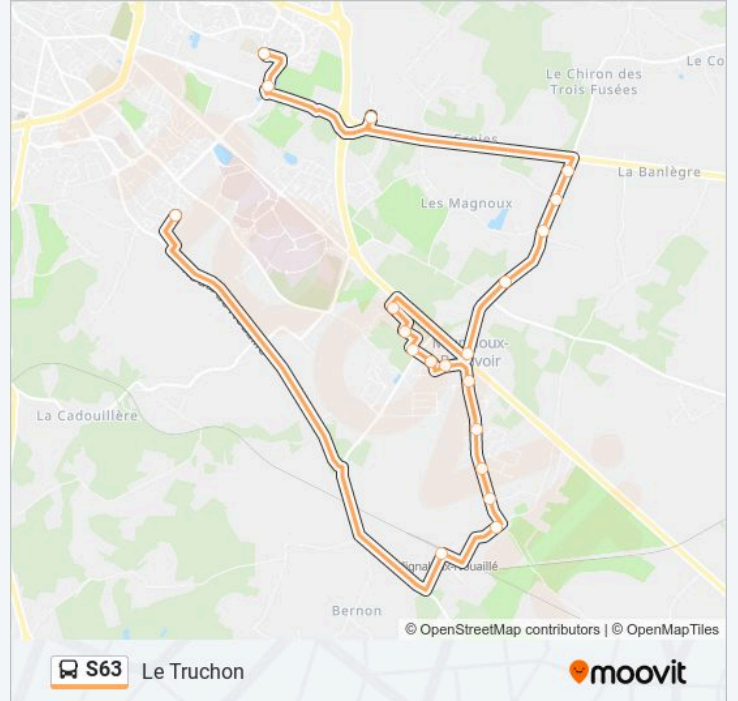 Le Co
Le Chiron des
Trois Fusées
La Banlègre
Les Magnoux
La Cadouillère
Bernon
© OpenStreetMap contributors | © OpenMapTiles
S63 Le Truchon
moovit